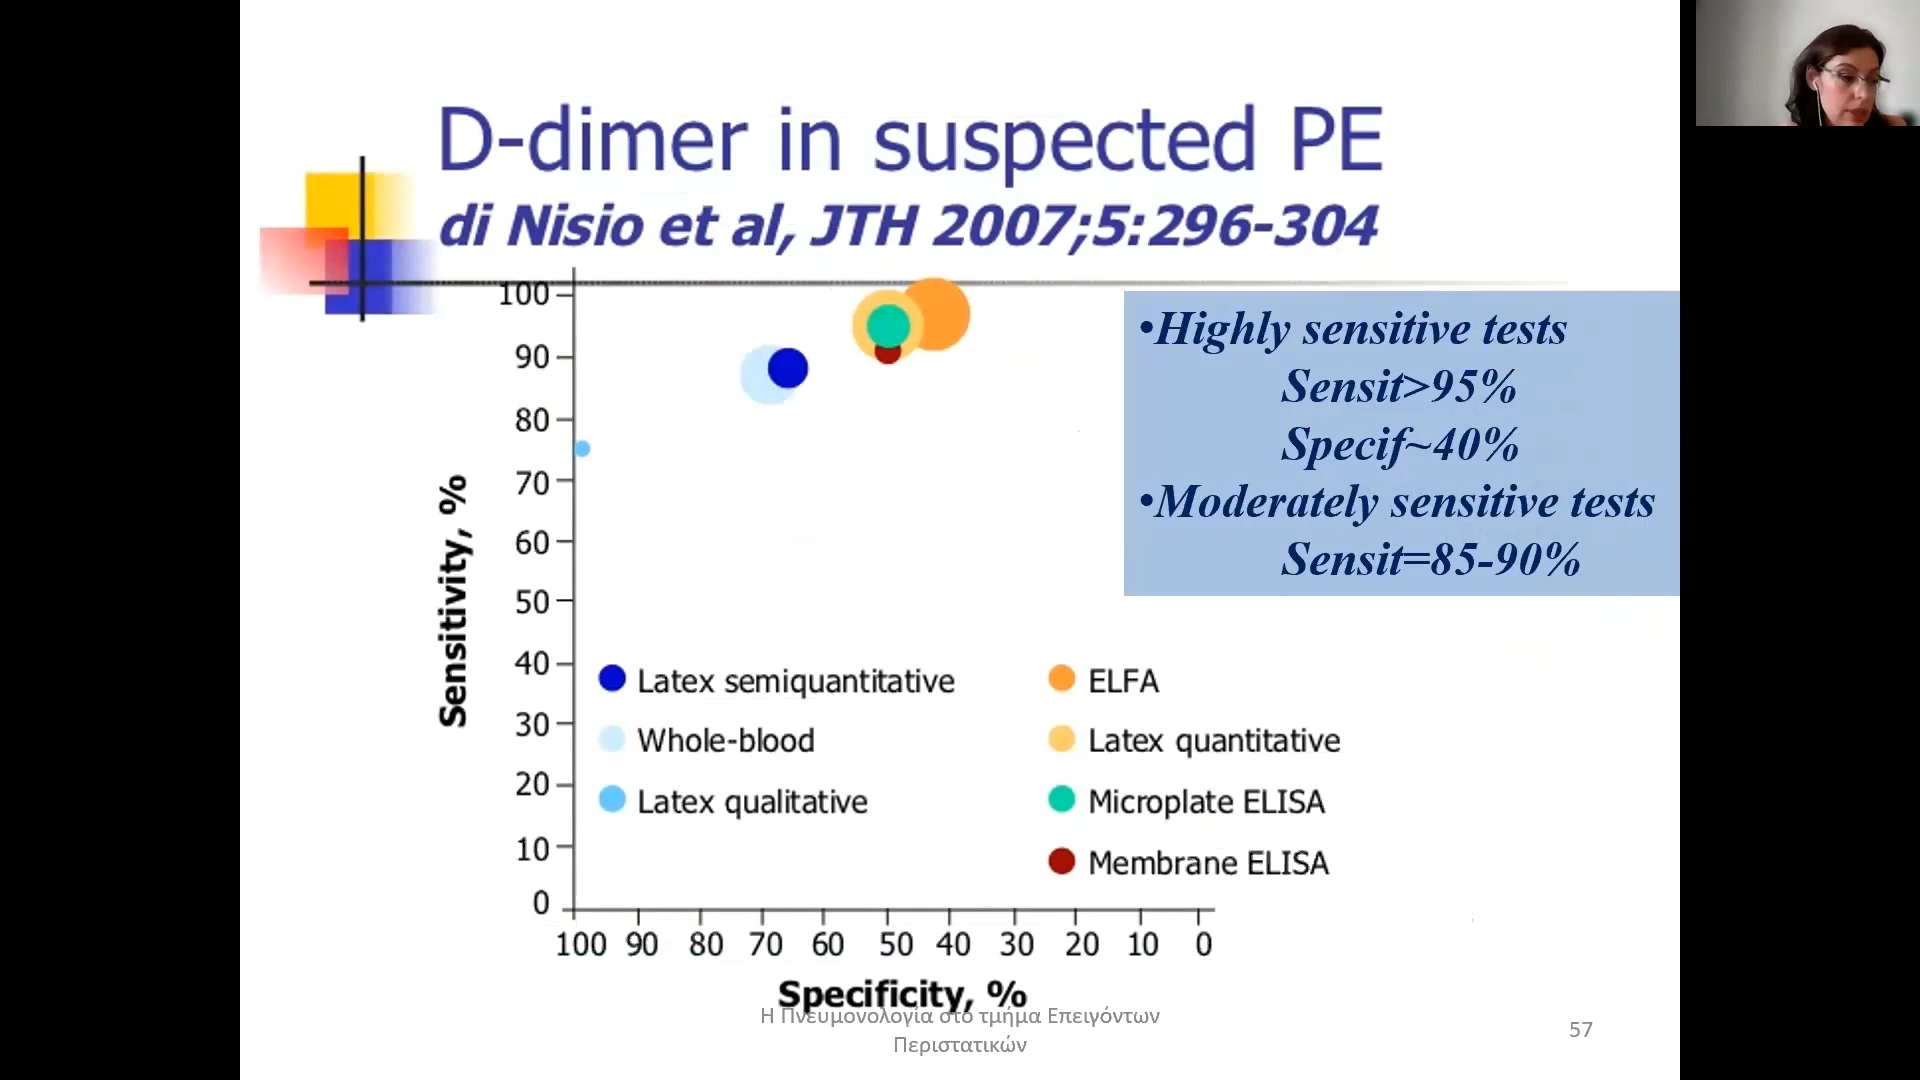 D-dimer in suspected PE
di Nisio et al, JTH 2007;5:296-304
•Highly sensitive tests
Sensit>95%
Specif~40%
•Moderately sensitive tests
Sensit=85-90%
Sensitivity, %
100
90
80
70
60
50
40
30
20
10
0
Latex semiquantitative
Whole-blood
Latex qualitative
ELFA
Latex quantitative
Microplate ELISA
Membrane ELISA
100 90 80 70 60 50 40 30 20 10 0
Specificity, %
Η Πνευμονολογία στο τμήμα Επειγόντων
Περιστατικών
57